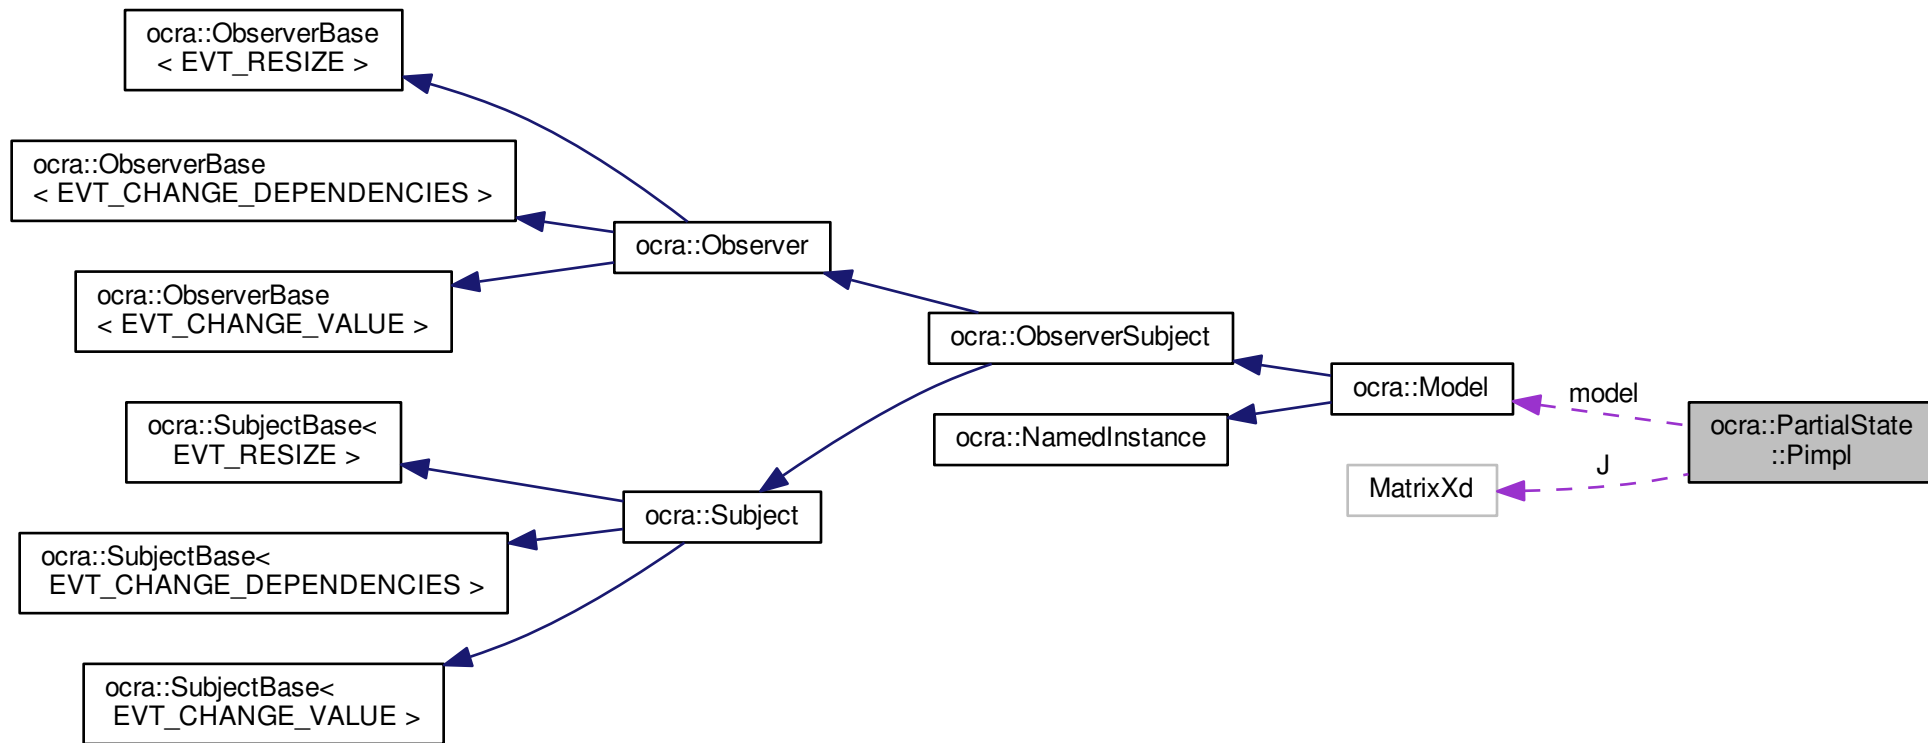 ocra::ObserverBase
< EVT_RESIZE >
ocra::ObserverBase
< EVT_CHANGE_DEPENDENCIES >
ocra::Observer
ocra::ObserverBase
< EVT_CHANGE_VALUE >
ocra::ObserverSubject
ocra::Model
model
ocra::PartialState
::Pimpl
ocra::NamedInstance
J
MatrixXd
ocra::SubjectBase<
EVT_RESIZE >
ocra::Subject
ocra::SubjectBase<
EVT_CHANGE_DEPENDENCIES >
ocra::SubjectBase<
EVT_CHANGE_VALUE >